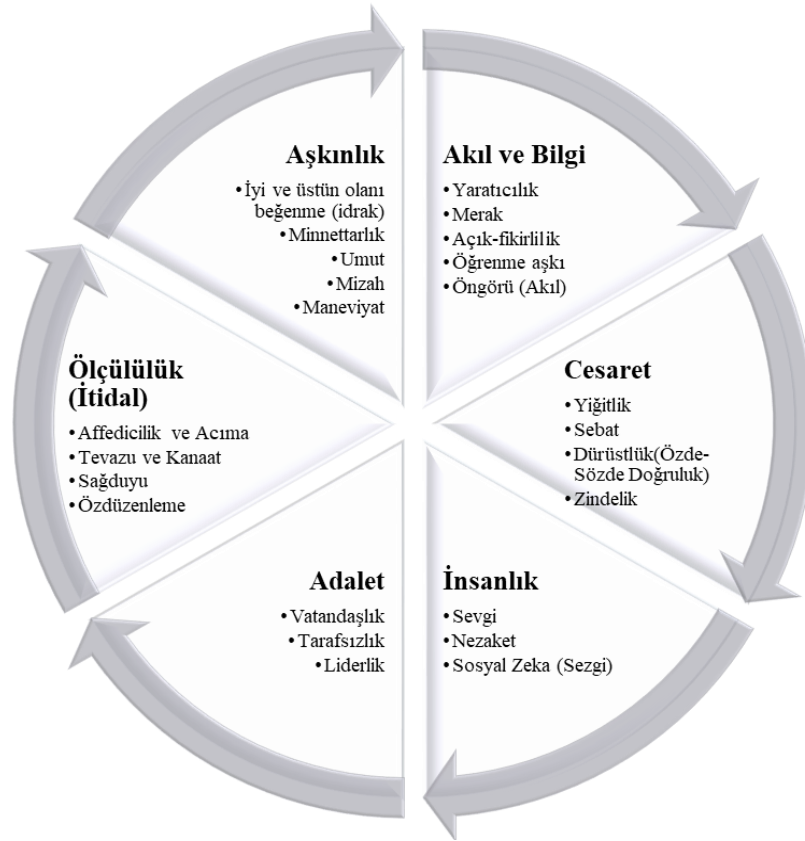 Aşkınlık
•İyi ve üstün olanı
beğenme (idrak)
•Minnettarlık
•Umut
•Mizah
•Maneviyat
Akıl ve Bilgi
•Yaratıcılık
•Merak
•Açık-fikirlilik
•Öğrenme aşkı
•Öngörü (Akıl)
Cesaret
•Yiğitlik
•Sebat
•Dürüstlük(Özde-
Sözde Doğruluk)
•Zindelik
İnsanlık
•Sevgi
•Nezaket
•Sosyal Zeka (Sezgi)
Adalet
•Vatandaşlık
•Tarafsızlık
•Liderlik
Ölçülülük
(İtidal)
•Affedicilik ve Acıma
•Tevazu ve Kanaat
•Sağduyu
•Özdüzenleme